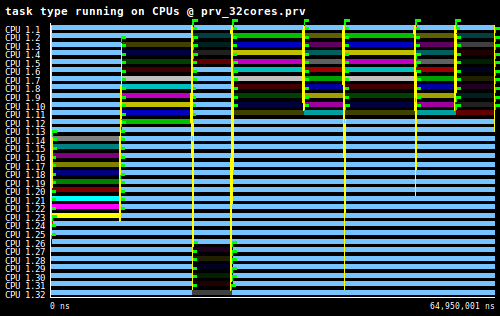 task type running on CPUs @ prv_32cores.prv
CPU 1.1
CPU 1.2
CPU 1.3
CPU 1.4
CPU 1.5
CPU 1.6
CPU 1.7
CPU 1.8
CPU 1.9
CPU 1.10
CPU 1.11
CPU 1.12
CPU 1.13
CPU 1.14
CPU 1.15
CPU 1.16
CPU 1.17
CPU 1.18
CPU 1.19
CPU 1.20
CPU 1.21
CPU 1.22
CPU 1.23
CPU 1.24
CPU 1.25
CPU 1.26
CPU 1.27
CPU 1.28
CPU 1.29
CPU 1.30
CPU 1.31
CPU 1.32
0 ns
64,950,001 ns